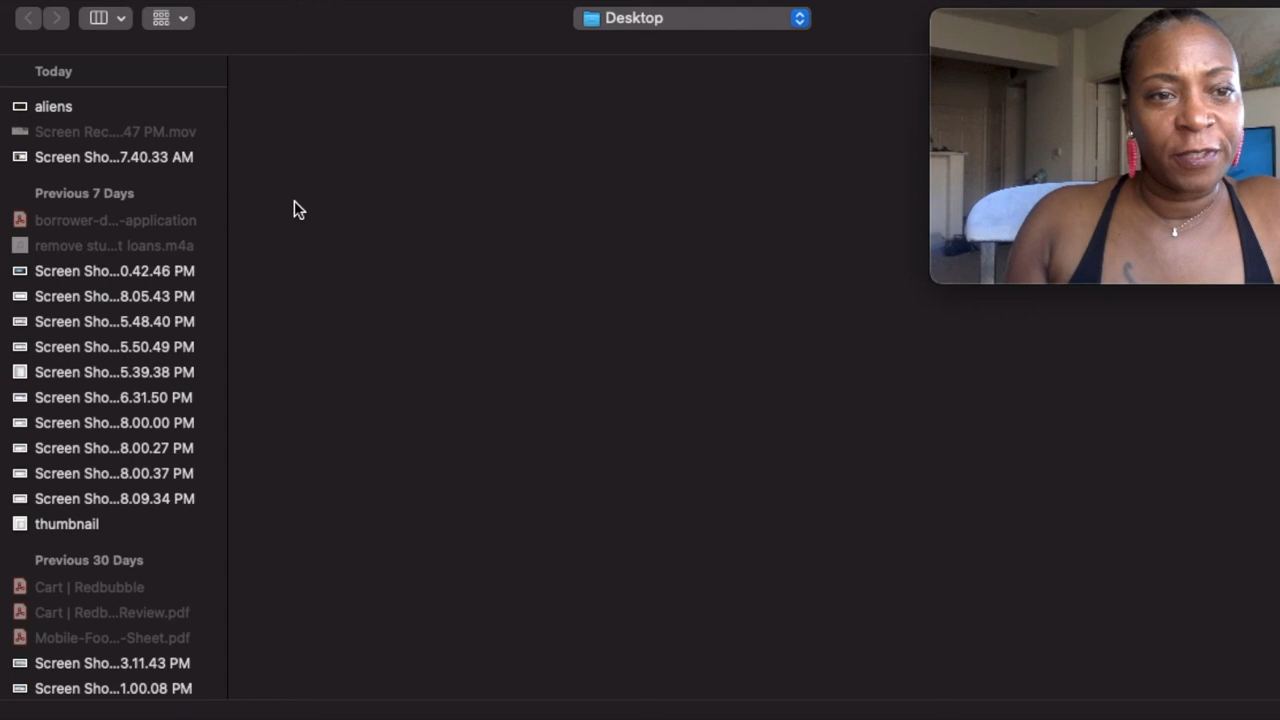 Desktop
Today
aliens
Screen Rec....47 PM.mov
Screen Sho...7.40.33 AM
Previous 7 Days
borrower-d...-application
remove stu...t loans.m4a
Screen Sho...0.42.46 PM
Screen Sho...8.05.43 PM
Screen Sho...5.48.40 PM
Screen Sho...5.50.49 PM
Screen Sho...5.39.38 PM
Screen Sho...6.31.50 PM
Screen Sho...8.00.00 PM
Screen Sho...8.00.27 PM
Screen Sho...8.00.37 PM
Screen Sho...8.09.34 PM
thumbnail
Previous 30 Days
Cart | Redbubble
Cart | Redb...Review.pdf
Mobile-Foo...-Sheet.pdf
Screen Sho...3.11.43 PM
Screen Sho...1.00.08 PM